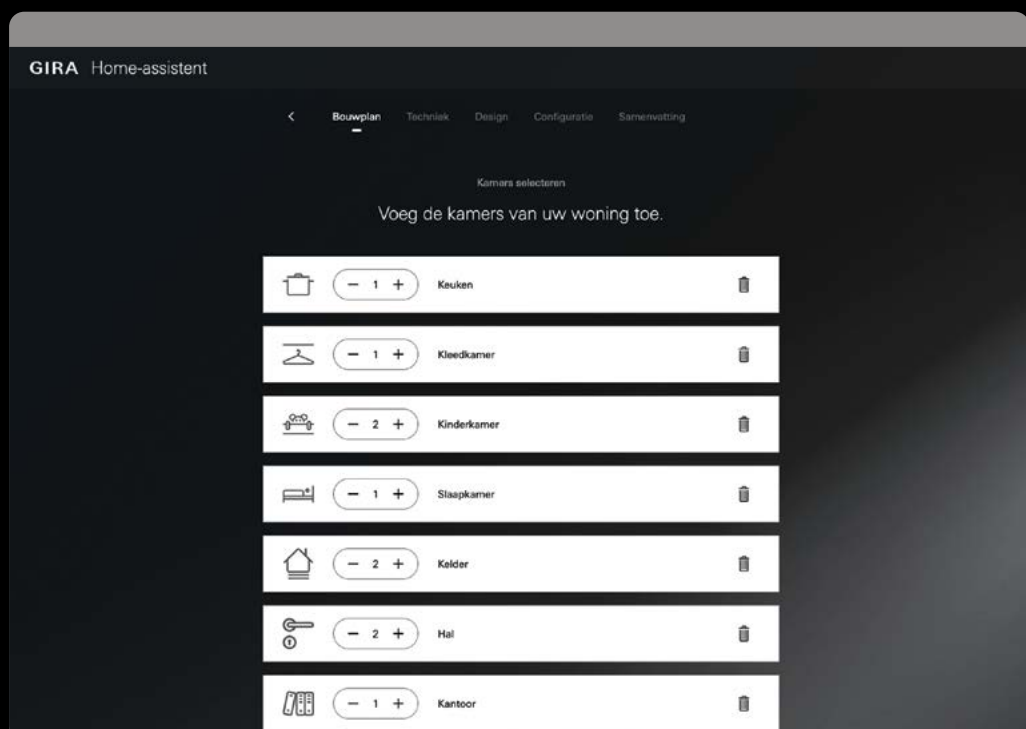 GIRA Home-assistent
Bouwplan Techniek Design Configuratie Samenvatting
Kamers selecteren
Voeg de kamers van uw woning toe.
1 Keuken
1 Kleedkamer
2 Kinderkamer
1 Slaapkamer
2 Kelder
2 Hal
1 Kantoor